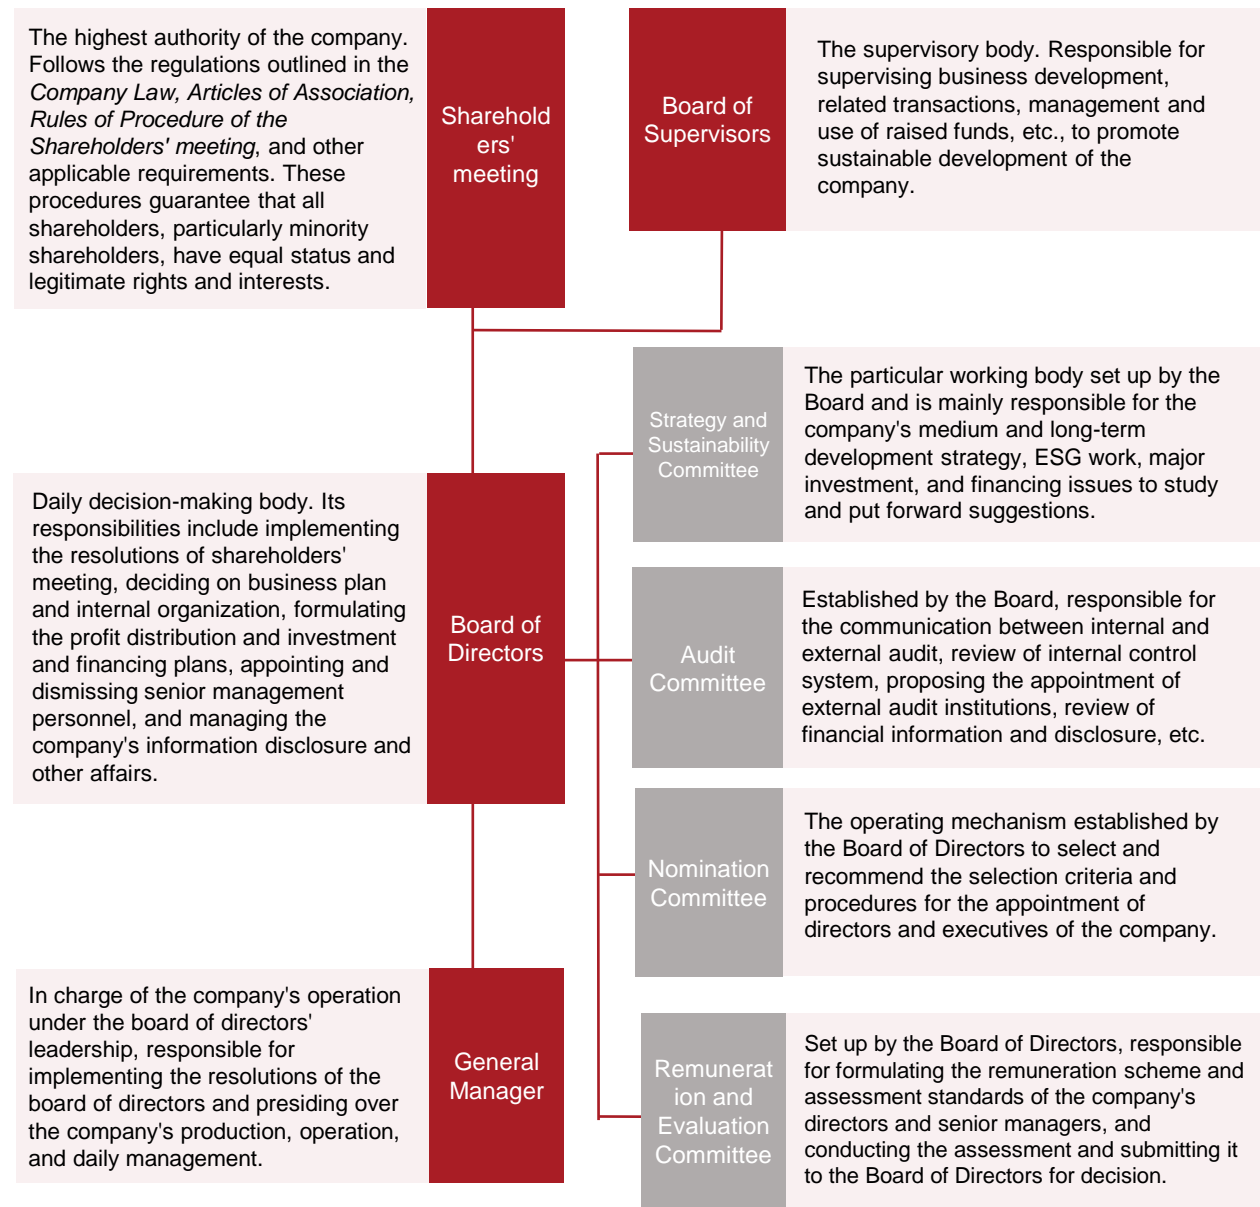 The highest authority of the company.
Follows the regulations outlined in the
Company Law, Articles of Association,
Rules of Procedure of the
Shareholders' meeting, and other
applicable requirements. These
procedures guarantee that all
shareholders, particularly minority
shareholders, have equal status and
legitimate rights and interests.
Sharehold
ers'
meeting
Board of
Supervisors
The supervisory body. Responsible for
supervising business development,
related transactions, management and
use of raised funds, etc., to promote
sustainable development of the
company.
Strategy and
Sustainability
Committee
The particular working body set up by the
Board and is mainly responsible for the
company's medium and long-term
development strategy, ESG work, major
investment, and financing issues to study
and put forward suggestions.
Daily decision-making body. Its
responsibilities include implementing
the resolutions of shareholders'
meeting, deciding on business plan
and internal organization, formulating
the profit distribution and investment
and financing plans, appointing and
dismissing senior management
personnel, and managing the
company's information disclosure and
other affairs.
Board of
Directors
Audit
Committee
Established by the Board, responsible for
the communication between internal and
external audit, review of internal control
system, proposing the appointment of
external audit institutions, review of
financial information and disclosure, etc.
Nomination
Committee
The operating mechanism established by
the Board of Directors to select and
recommend the selection criteria and
procedures for the appointment of
directors and executives of the company.
In charge of the company's operation
under the board of directors'
leadership, responsible for
implementing the resolutions of the
board of directors and presiding over
the company's production, operation,
and daily management.
General
Manager
Remunerat
ion and
Evaluation
Committee
Set up by the Board of Directors, responsible
for formulating the remuneration scheme and
assessment standards of the company's
directors and senior managers, and
conducting the assessment and submitting it
to the Board of Directors for decision.